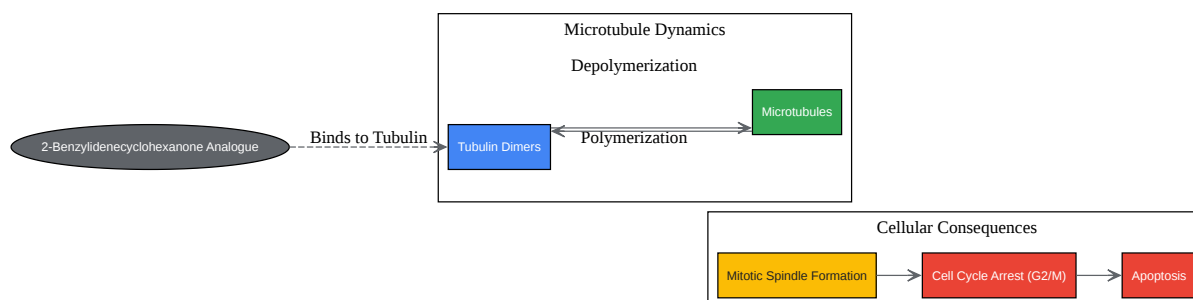 Microtubule Dynamics
Depolymerization
Microtubules
2-Benzylidenecyclohexanone Analogue
Binds to Tubulin
Tubulin Dimers
Polymerization
Cellular Consequences
Mitotic Spindle Formation
Cell Cycle Arrest (G2/M)
Apoptosis